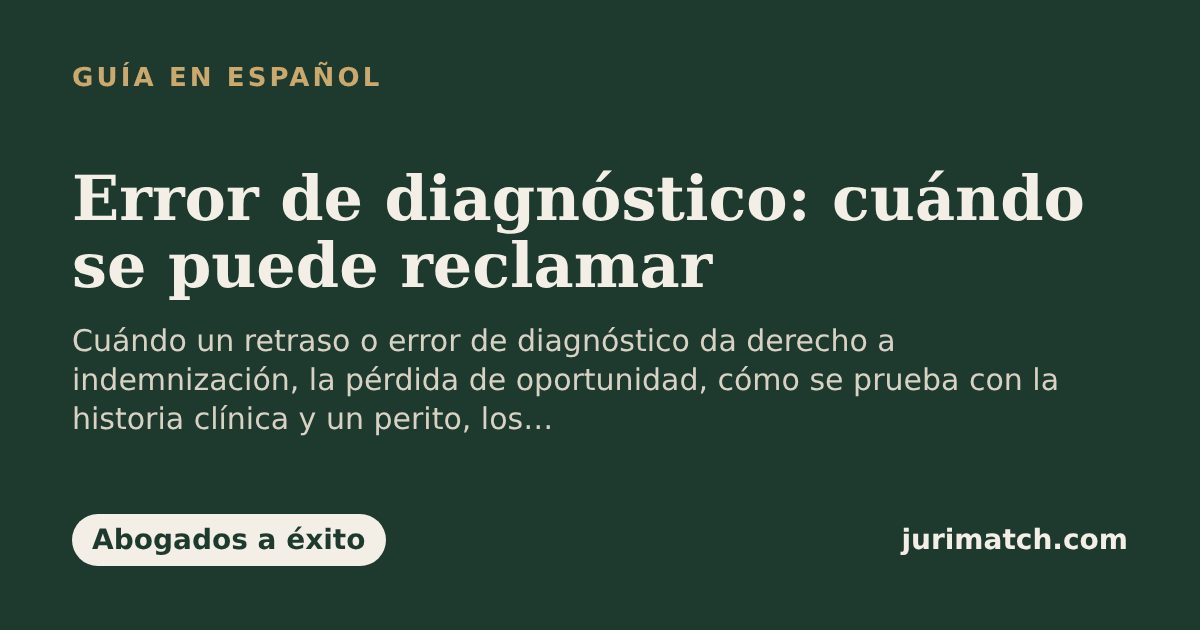 GUÍA EN ESPAÑOL
Error de diagnóstico: cuándo
se puede reclamar
Cuándo un retraso o error de diagnóstico da derecho a
indemnización, la pérdida de oportunidad, cómo se prueba con la
historia clínica y un perito, los...
Abogados a éxito
jurimatch.com